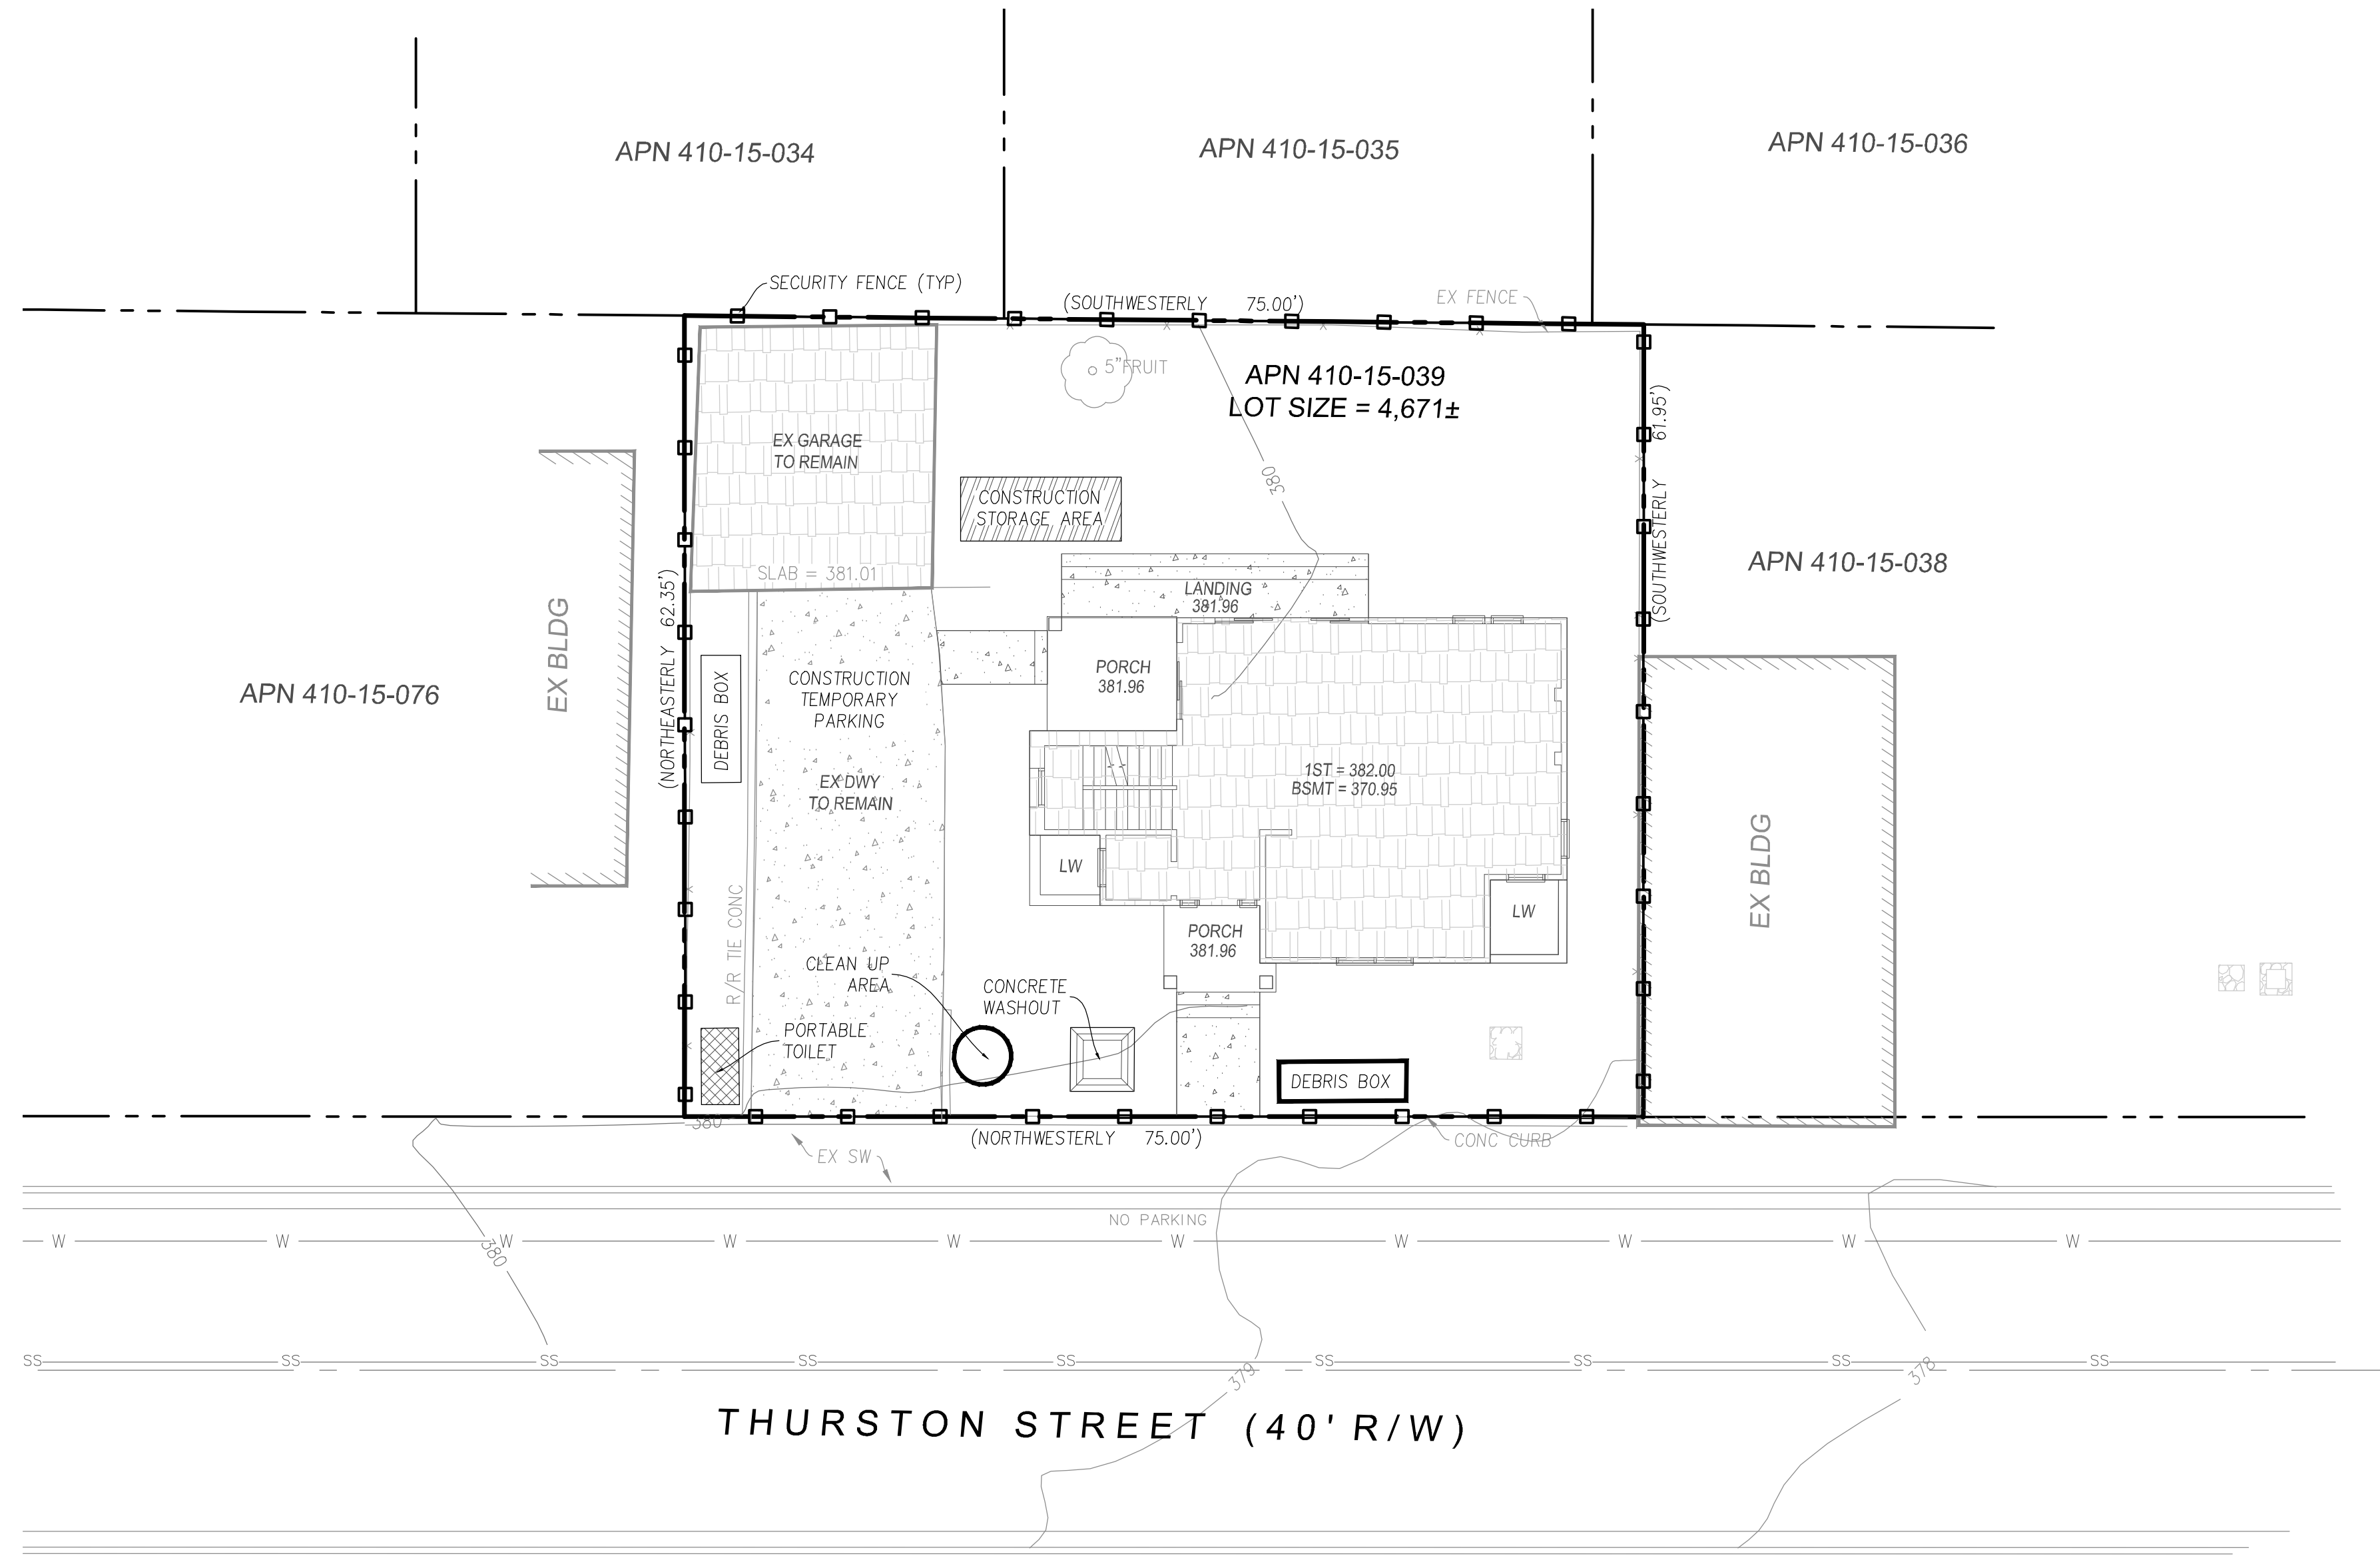 APN 410-15-034
APN 410-15-035
APN 410-15-036
SECURITY FENCE (TYP)
(SOUTHWESTERLY 75.00')
EX FENCE
5"FRUIT
APN 410-15-039
LOT SIZE = 4,671±
EX GARAGE
TO REMAIN
380
CONSTRUCTION
STORAGE AREA
(SOUTHWESTERLY 61.95')
APN 410-15-038
SLAB = 381.01
LANDING
381.96
EX BLDG
(NORTHEASTERLY 62.35')
APN 410-15-076
DEBRIS BOX
CONSTRUCTION
TEMPORARY
PARKING
PORCH
381.96
EX DWY
TO REMAIN
1ST = 382.00
BSMT = 370.95
LW
LW
EX BLDG
R/R TIE CONC
PORCH
381.96
CLEAN UP
AREA
CONCRETE
WASHOUT
PORTABLE
TOILET
DEBRIS BOX
380
(NORTHWESTERLY 75.00')
CONC CURB
EX SW
NO PARKING
W W W W W W W W W W
380
SS SS SS SS SS SS SS SS SS
379
378
THURSTON STREET (40' R/W)